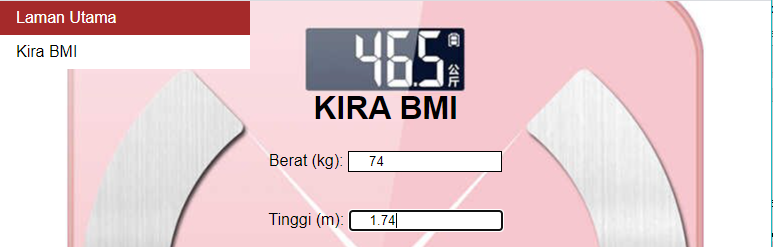 Laman Utama
Kira BMI
46.5 公斤
KIRA BMI
Berat (kg): 74
Tinggi (m): 1.74